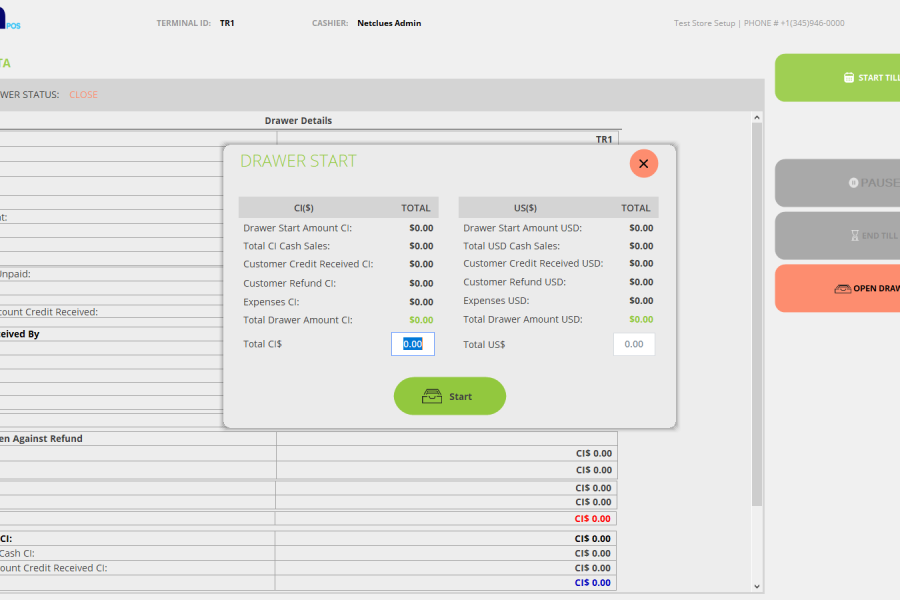 POS
TERMINAL ID: TR1
CASHIER: Netclues Admin
Test Store Setup | PHONE # +1(345)946-0000
TA
WER STATUS: CLOSE
START TILL
Drawer Details
TR1
DRAWER START
CI($) TOTAL
US($) TOTAL
Drawer Start Amount CI: $0.00
Drawer Start Amount USD: $0.00
Total CI Cash Sales: $0.00
Total USD Cash Sales: $0.00
Customer Credit Received CI: $0.00
Customer Credit Received USD: $0.00
Customer Refund CI: $0.00
Customer Refund USD: $0.00
Expenses CI: $0.00
Expenses USD: $0.00
Total Drawer Amount CI: $0.00
Total Drawer Amount USD: $0.00
Total CI$ 0.00
Total US$ 0.00
Start
PAUSE
END TILL
OPEN DRAW
nt:
Unpaid:
count Credit Received:
ceived By
en Against Refund
CI$ 0.00
CI$ 0.00
CI$ 0.00
CI$ 0.00
CI$ 0.00
CI: CI$ 0.00
Cash CI: CI$ 0.00
ount Credit Received CI: CI$ 0.00
CI$ 0.00